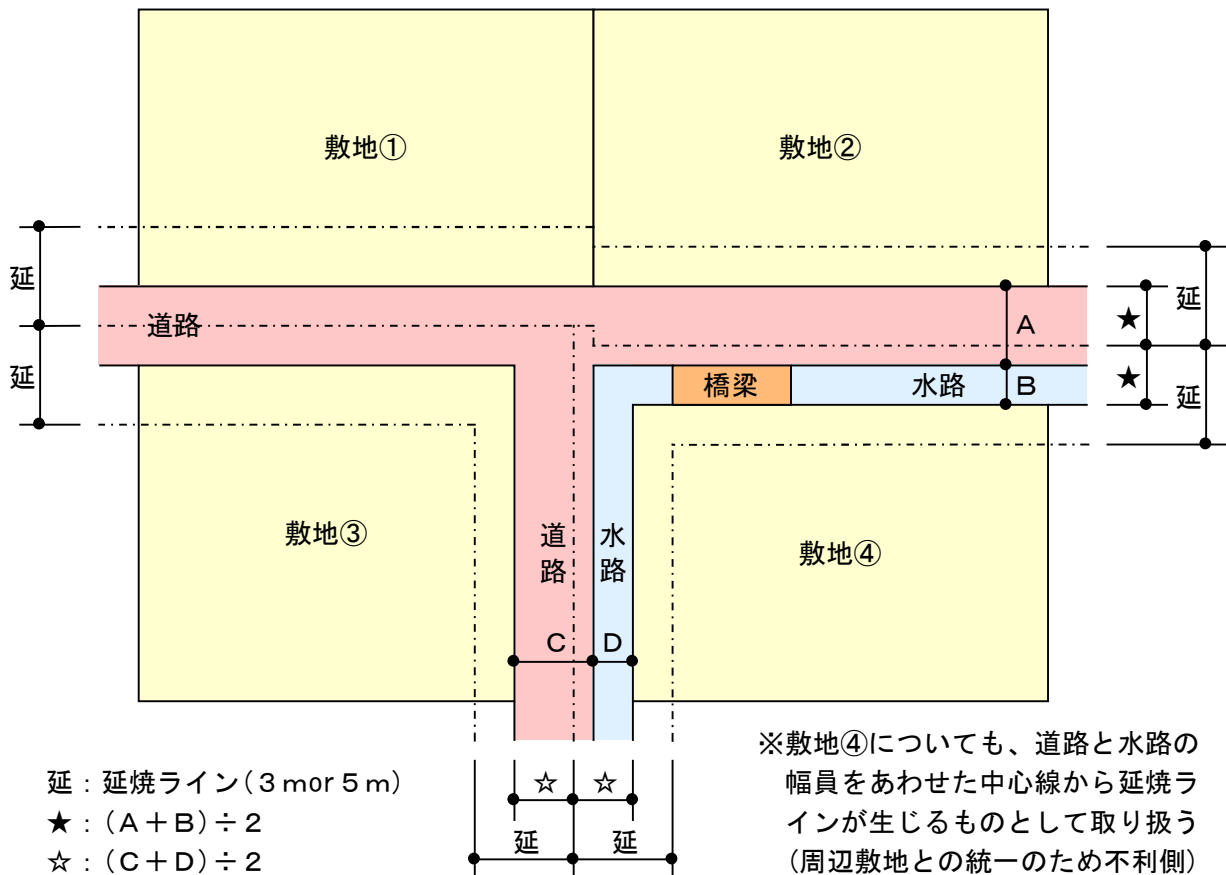 敷地①
敷地②
延
延
道路
A
★
延
橋梁
水路
B
★
延
敷地③
道路
水路
敷地④
C
D
☆
☆
延
延
延：延焼ライン（３ｍor５ｍ）
★：（Ａ＋Ｂ）÷２
☆：（Ｃ＋Ｄ）÷２
※敷地④についても、道路と水路の
幅員をあわせた中心線から延焼ラ
インが生じるものとして取り扱う
（周辺敷地との統一のため不利側）